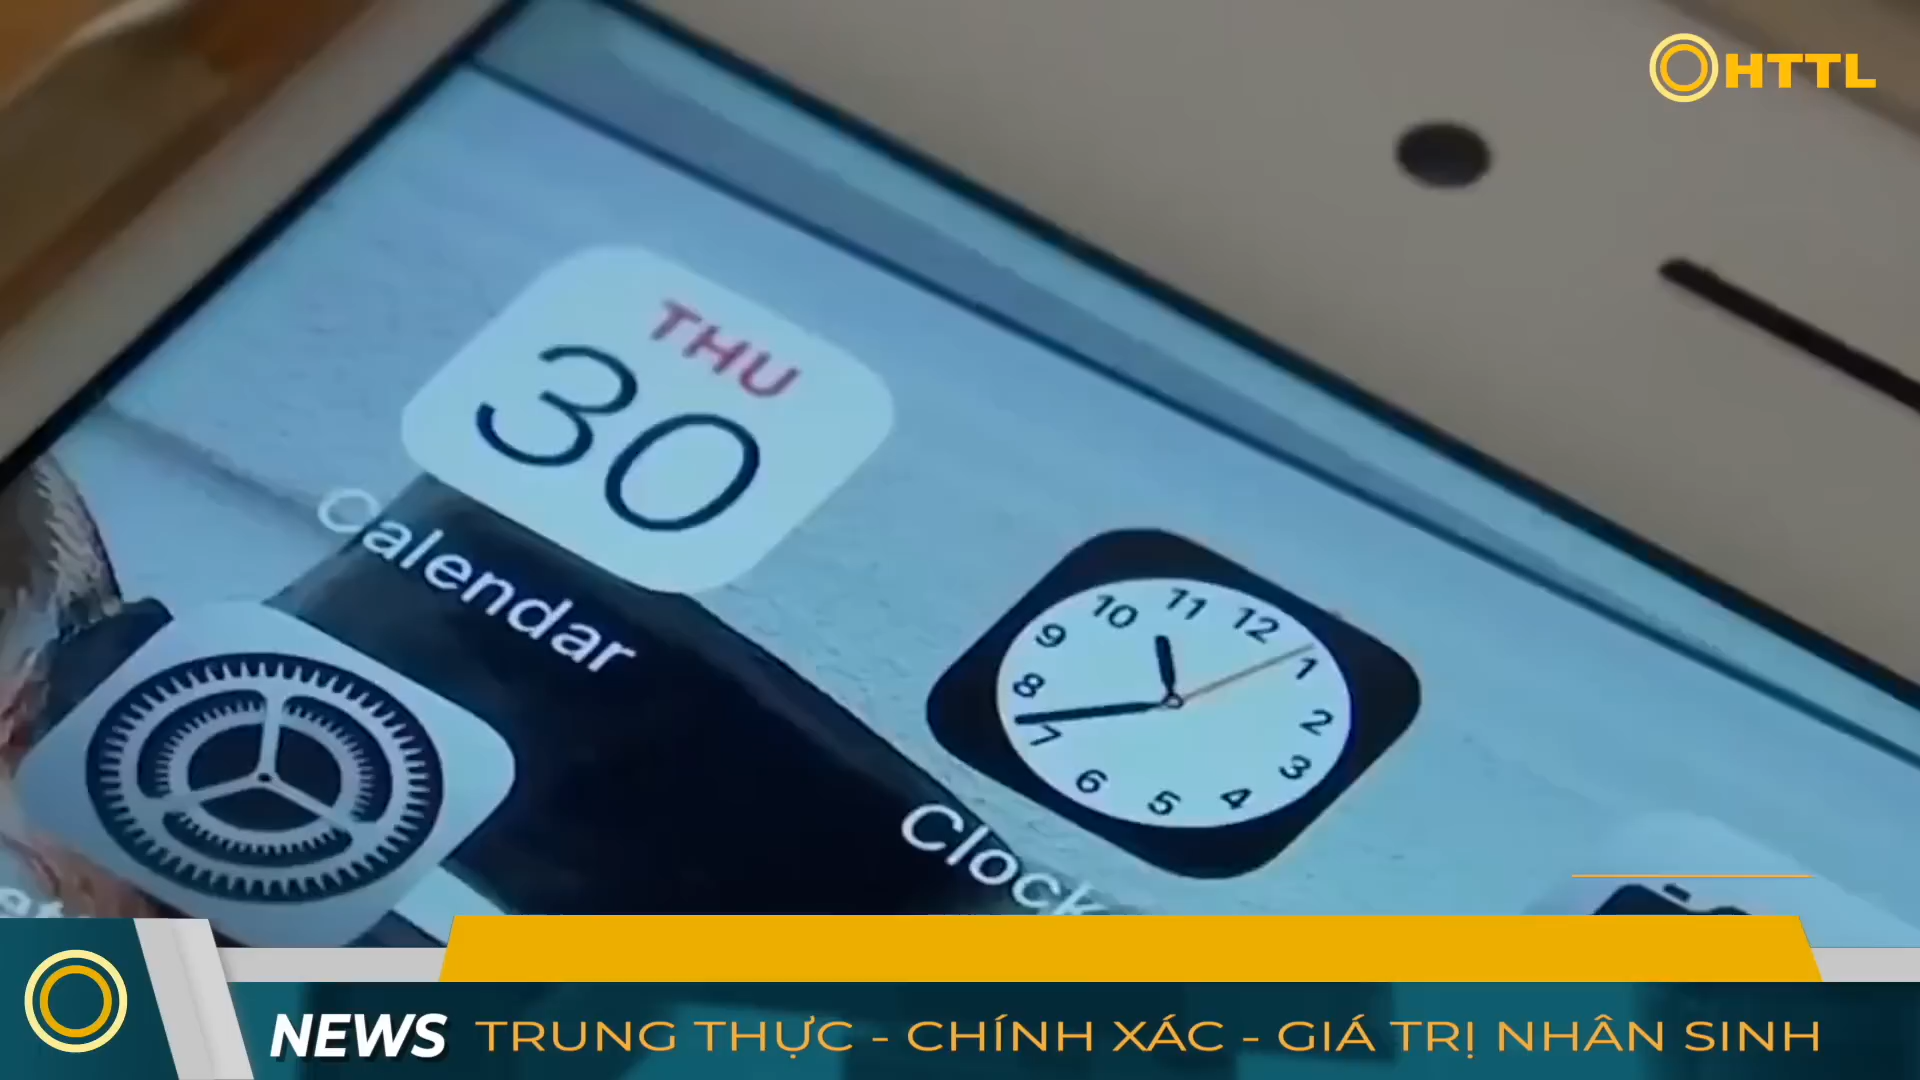 HTTL
THU
30
Calendar
10 11 12
9 1
8 2
7 3
6 5 4
Clock
NEWS TRUNG THỰC - CHÍNH XÁC - GIÁ TRỊ NHÂN SINH